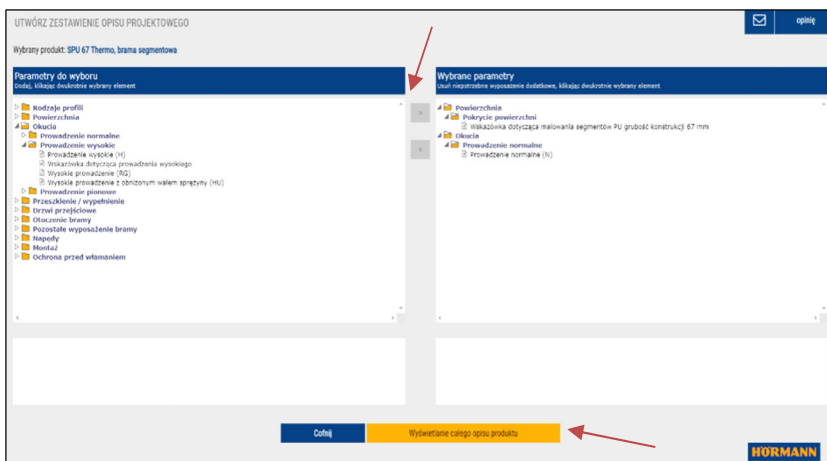 UTWÓRZ ZESTAWIENIE OPISU PROJEKTOWEGO
opinię
Wybrany produkt: SPU 67 Thermo, brama segmentowa
Parametry do wyboru
Dodaj, klikając dwukrotnie wybrany element
Rodzaje profili
Powierzchnia
Okucia
Prowadzenie normalne
Prowadzenie wysokie
Prowadzenie wysokie (H)
Wskazówka dotycząca prowadzenia wysokiego
Wysokie prowadzenie (RG)
Wysokie prowadzenie z obniżonym wałem sprężyny (HU)
Prowadzenie pionowe
Przeszklenie / wypełnienie
Drzwi przejściowe
Otoczenie bramy
Pozostałe wyposażenie bramy
Napędy
Montaż
Ochrona przed włamaniem
>
<
Wybrane parametry
Usuń niepotrzebne wyposażenie dodatkowe, klikając dwukrotnie wybrany element
Powierzchnia
Pokrycie powierzchni
Wskazówka dotycząca malowania segmentów PU grubość konstrukcji 67 mm
Okucia
Prowadzenie normalne
Prowadzenie normalne (N)
Cofnij
Wyświetlanie całego opisu produktu
HÖRMANN